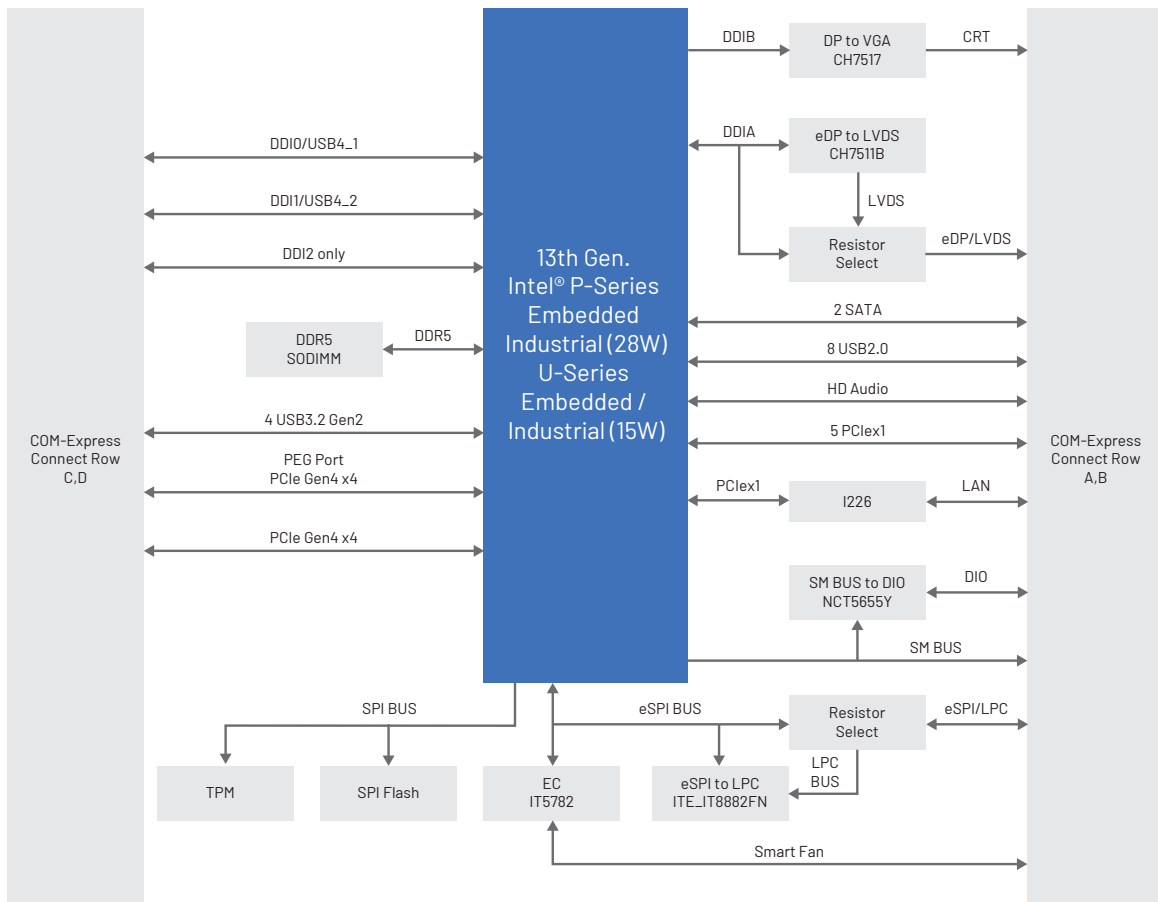 DDIB
DP to VGA
CH7517
CRT
DDI0/USB4_1
DDIA
eDP to LVDS
CH7511B
DDI1/USB4_2
LVDS
DDI2 only
Resistor
Select
eDP/LVDS
13th Gen.
Intel® P-Series
Embedded
Industrial (28W)
U-Series
Embedded /
Industrial (15W)
DDR5
SODIMM
DDR5
2 SATA
8 USB2.0
HD Audio
4 USB3.2 Gen2
5 PCIex1
COM-Express
Connect Row
C,D
COM-Express
Connect Row
A,B
PEG Port
PCIe Gen4 x4
PCIex1
I226
LAN
PCIe Gen4 x4
SM BUS to DIO
NCT5655Y
DIO
SM BUS
SPI BUS
eSPI BUS
Resistor
Select
eSPI/LPC
TPM
SPI Flash
EC
IT5782
eSPI to LPC
ITE_IT8882FN
LPC
BUS
Smart Fan